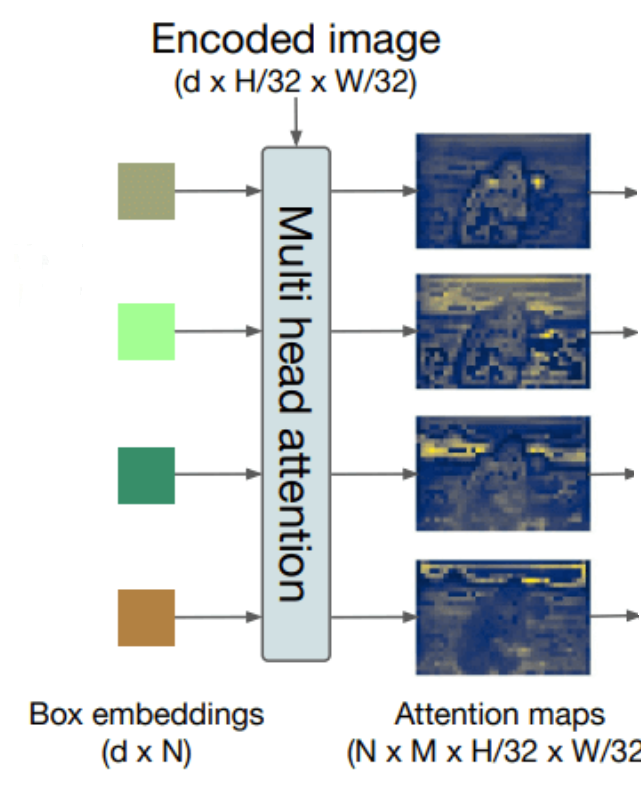 Encoded image
(d x H/32 x W/32)
Multi head attention
Box embeddings
(d x N)
Attention maps
(N x M x H/32 x W/32